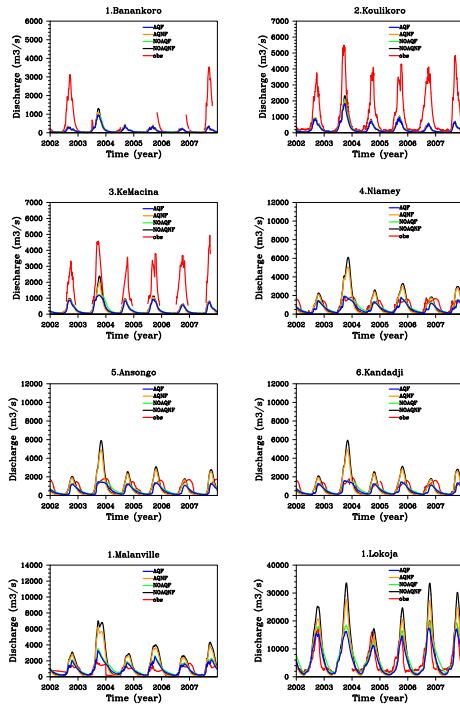 1.Banankoro
Discharge (m3/s)
6000
5000
4000
3000
2000
1000
0
AQF
AQNF
NOAQF
NOAQNF
obs
2002 2003 2004 2005 2006 2007
Time (year)
2.Koulikoro
Discharge (m3/s)
7000
6000
5000
4000
3000
2000
1000
0
AQF
AQNF
NOAQF
NOAQNF
obs
2002 2003 2004 2005 2006 2007
Time (year)
3.KeMacina
Discharge (m3/s)
7000
6000
5000
4000
3000
2000
1000
0
AQF
AQNF
NOAQF
NOAQNF
obs
2002 2003 2004 2005 2006 2007
Time (year)
4.Niamey
Discharge (m3/s)
12000
10000
8000
6000
4000
2000
0
AQF
AQNF
NOAQF
NOAQNF
obs
2002 2003 2004 2005 2006 2007
Time (year)
5.Ansongo
Discharge (m3/s)
12000
10000
8000
6000
4000
2000
0
AQF
AQNF
NOAQF
NOAQNF
obs
2002 2003 2004 2005 2006 2007
Time (year)
6.Kandadji
Discharge (m3/s)
12000
10000
8000
6000
4000
2000
0
AQF
AQNF
NOAQF
NOAQNF
obs
2002 2003 2004 2005 2006 2007
Time (year)
1.Malanville
Discharge (m3/s)
14000
12000
10000
8000
6000
4000
2000
0
AQF
AQNF
NOAQF
NOAQNF
obs
2002 2003 2004 2005 2006 2007
Time (year)
1.Lokoja
Discharge (m3/s)
40000
30000
20000
10000
0
AQF
AQNF
NOAQF
NOAQNF
obs
2002 2003 2004 2005 2006 2007
Time (year)